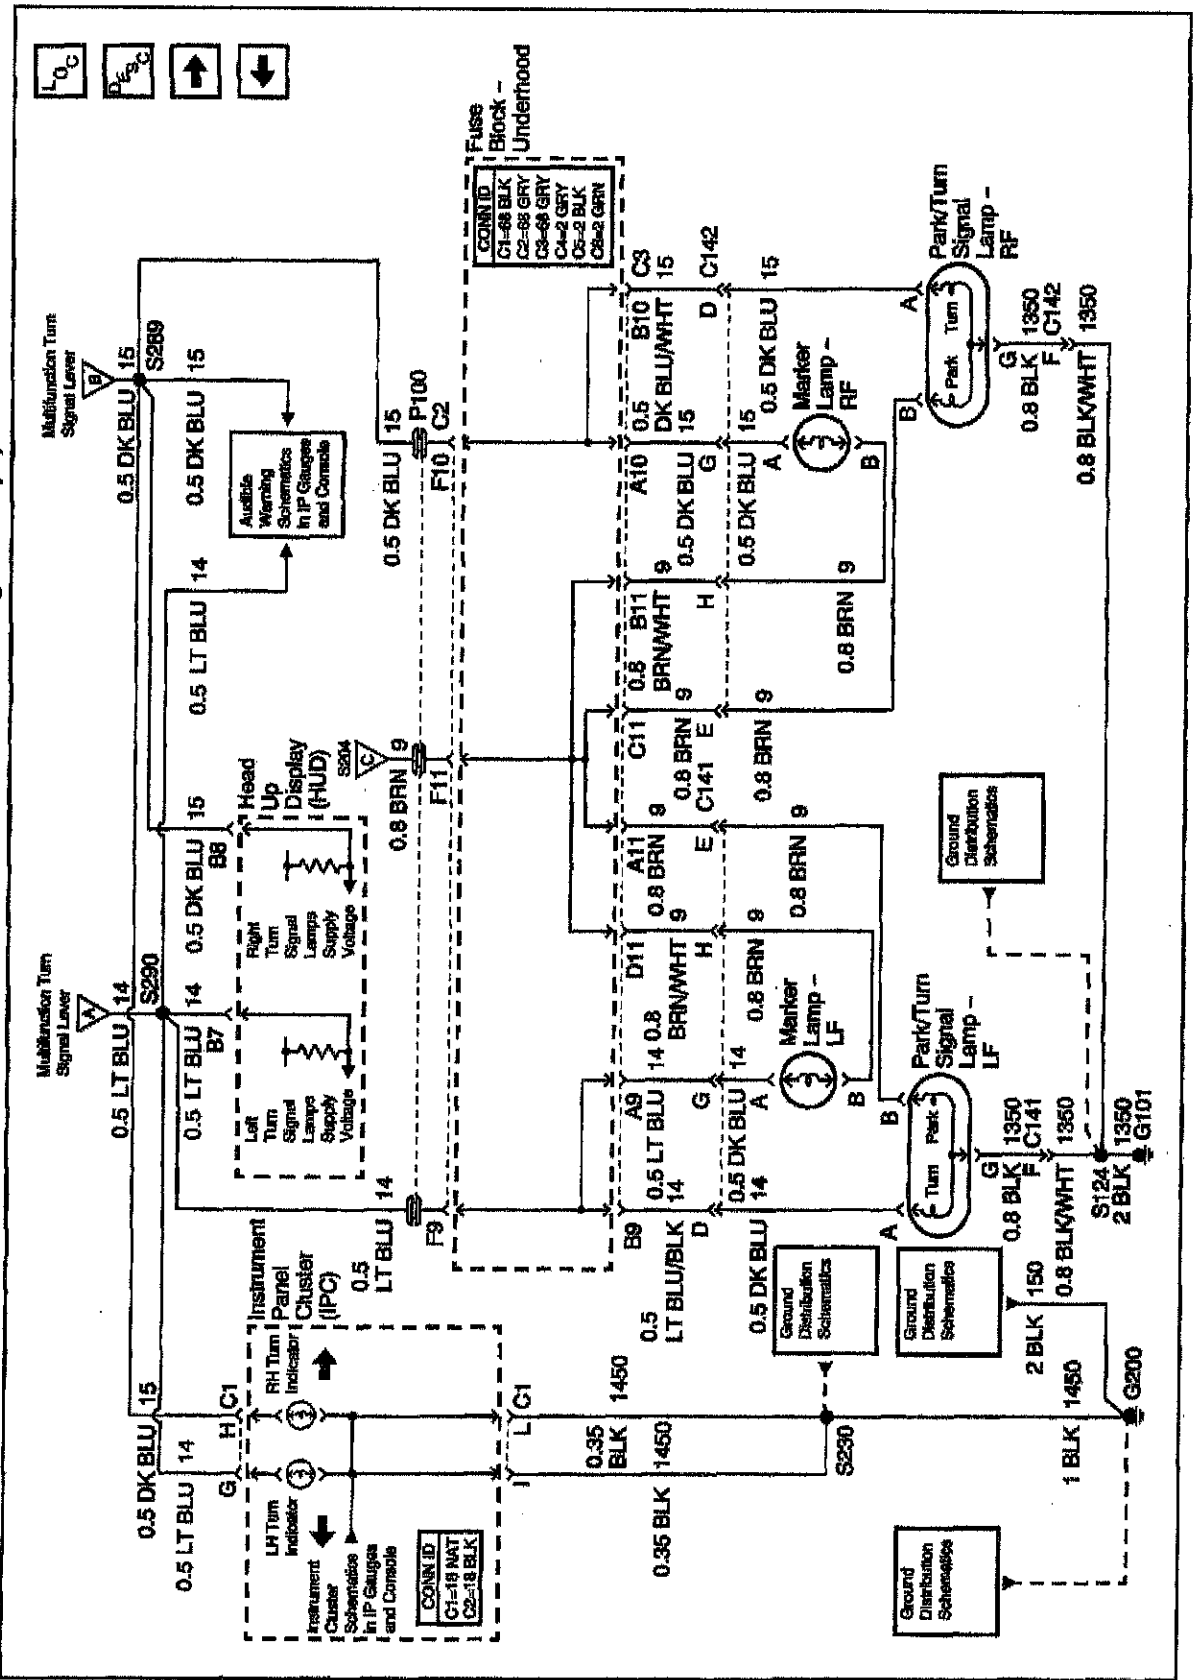 LOC
DESC
Multifunction Turn
Signal Lever
A
0.5 LT BLU 14
S290
Multifunction Turn
Signal Lever
B
0.5 DK BLU 15
S289
0.5 DK BLU 15
0.5 LT BLU 14
0.5 LT BLU 14
B7
0.5 DK BLU 15
B8
0.5 LT BLU 14
0.5 DK BLU 15
Audible
Warning
Schematics
in IP Gauges
and Console
Left
Turn
Signal
Lamps
Supply
Voltage
Right
Turn
Signal
Lamps
Supply
Voltage
Head
Up
Display
(HUD)
Instrument
Panel
Cluster
(IPC)
G
H
C1
LH Turn
Indicator
RH Turn
Indicator
Instrument
Cluster
Schematics
in IP Gauges
and Console
CONN ID
C1=18 NAT
C2=18 BLK
I
L
C1
0.5
LT BLU 14
F9
S204
C
0.8 BRN 9
F11
0.5 DK BLU 15
P100
F10
C2
Fuse
Block –
Underhood
CONN ID
C1=68 BLK
C2=68 GRY
C3=68 GRY
C4=2 GRY
C5=2 BLK
C6=2 GRN
B9
A9
D11
A11
C11
B11
A10
B10
C3
0.5
LT BLU/BLK 14
D
0.5 LT BLU 14
G
0.8
BRN/WHT 9
H
0.8 BRN 9
E
C141
0.8 BRN 9
E
0.8
BRN/WHT 9
H
0.5 DK BLU 15
G
0.5
DK BLU/WHT 15
D
C142
0.5 DK BLU 14
0.5 DK BLU 14
A
0.8 BRN 9
0.8 BRN 9
0.8 BRN 9
0.8 BRN 9
0.5 DK BLU 15
A
0.5 DK BLU 15
Marker
Lamp –
LF
B
Marker
Lamp –
RF
B
A
B
Turn
Park
Park/Turn
Signal
Lamp –
LF
B
A
Park
Turn
Park/Turn
Signal
Lamp –
RF
G
0.8 BLK 1350
F
C141
0.8 BLK/WHT 1350
S124
2 BLK 1350
G101
G
0.8 BLK 1350
F
C142
0.8 BLK/WHT 1350
0.35 BLK 1450
0.35
BLK 1450
S230
1 BLK 1450
2 BLK 150
G200
Ground
Distribution
Schematics
Ground
Distribution
Schematics
Ground
Distribution
Schematics
Ground
Distribution
Schematics